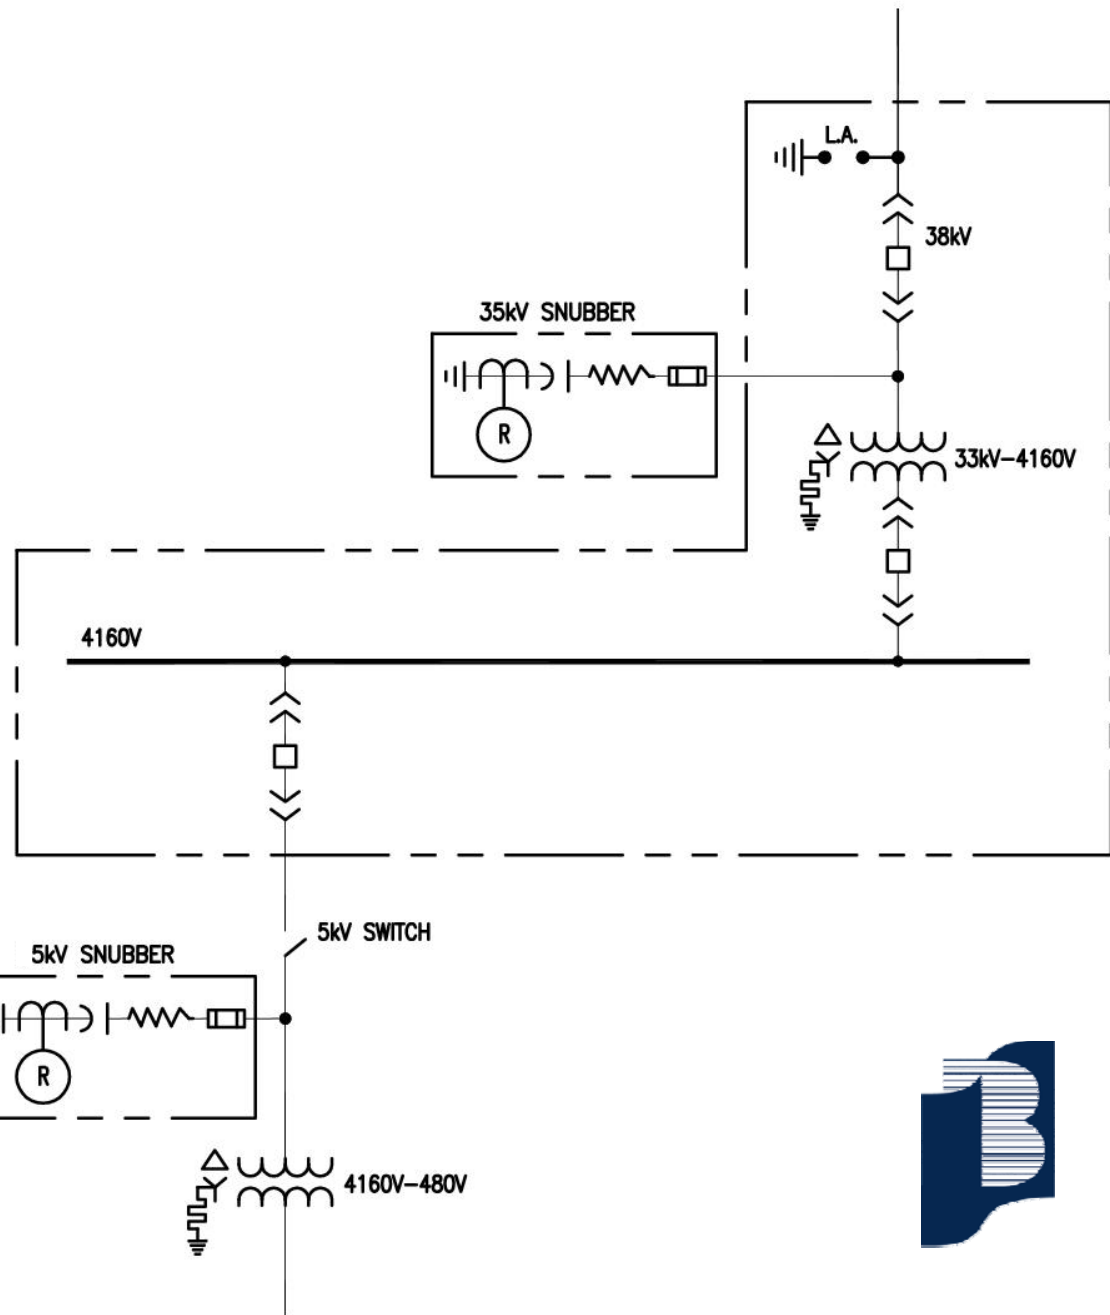 L.A.
38kV
35kV SNUBBER
R
33kV-4160V
4160V
5kV SWITCH
5kV SNUBBER
R
4160V-480V
B